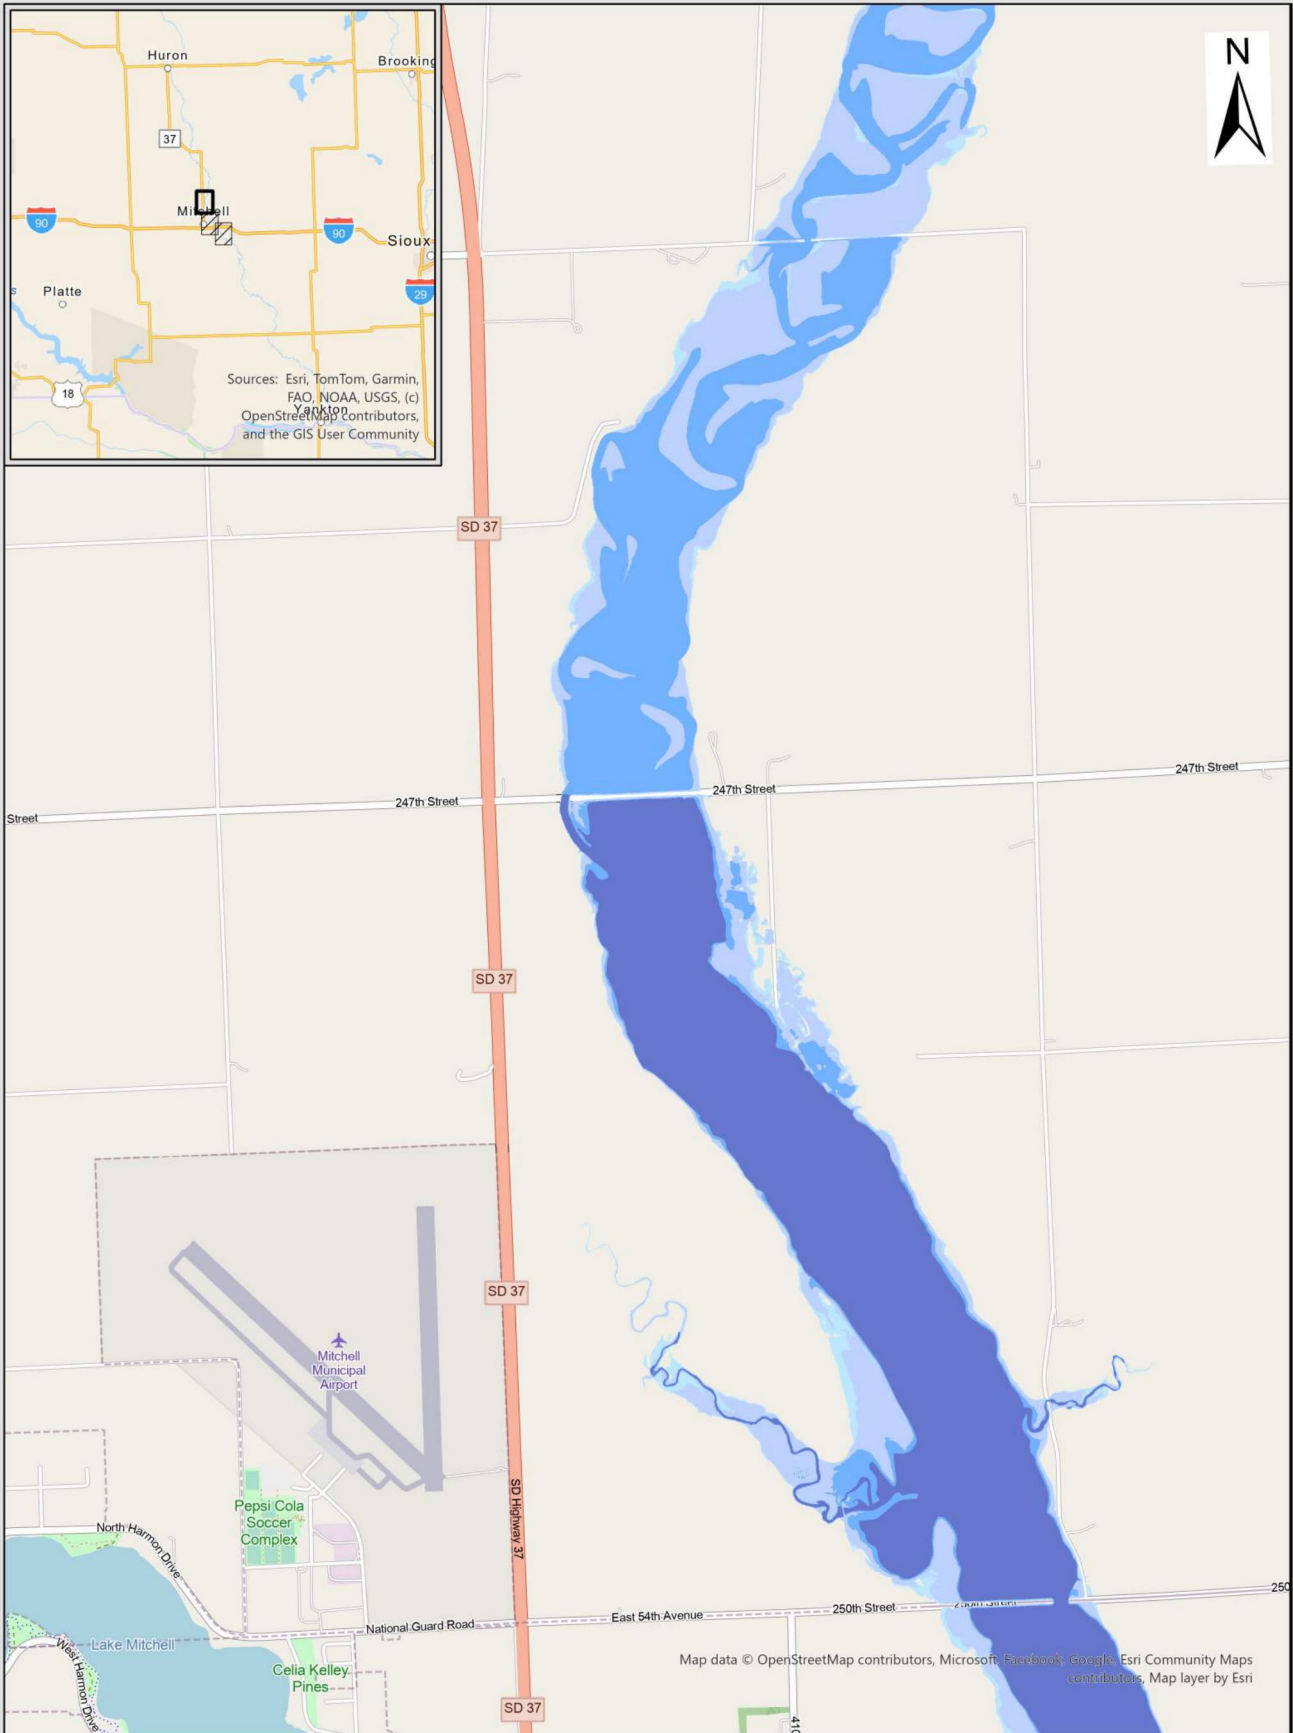 Huron
Brooking
37
Mitchell
90
90
Sioux
29
Platte
18
Yankton
Sources: Esri, TomTom, Garmin,
FAO, NOAA, USGS, (c)
OpenStreetMap contributors,
and the GIS User Community
N
SD 37
247th Street
247th Street
247th Street
Street
SD 37
SD 37
Mitchell
Municipal
Airport
SD Highway 37
Pepsi Cola
Soccer
Complex
North Harmon Drive
National Guard Road
East 54th Avenue
250th Street
250th Street
250
Lake Mitchell
West Harmon Drive
Celia Kelley
Pines
SD 37
410
Map data © OpenStreetMap contributors, Microsoft, Facebook, Google, Esri Community Maps
contributors, Map layer by Esri